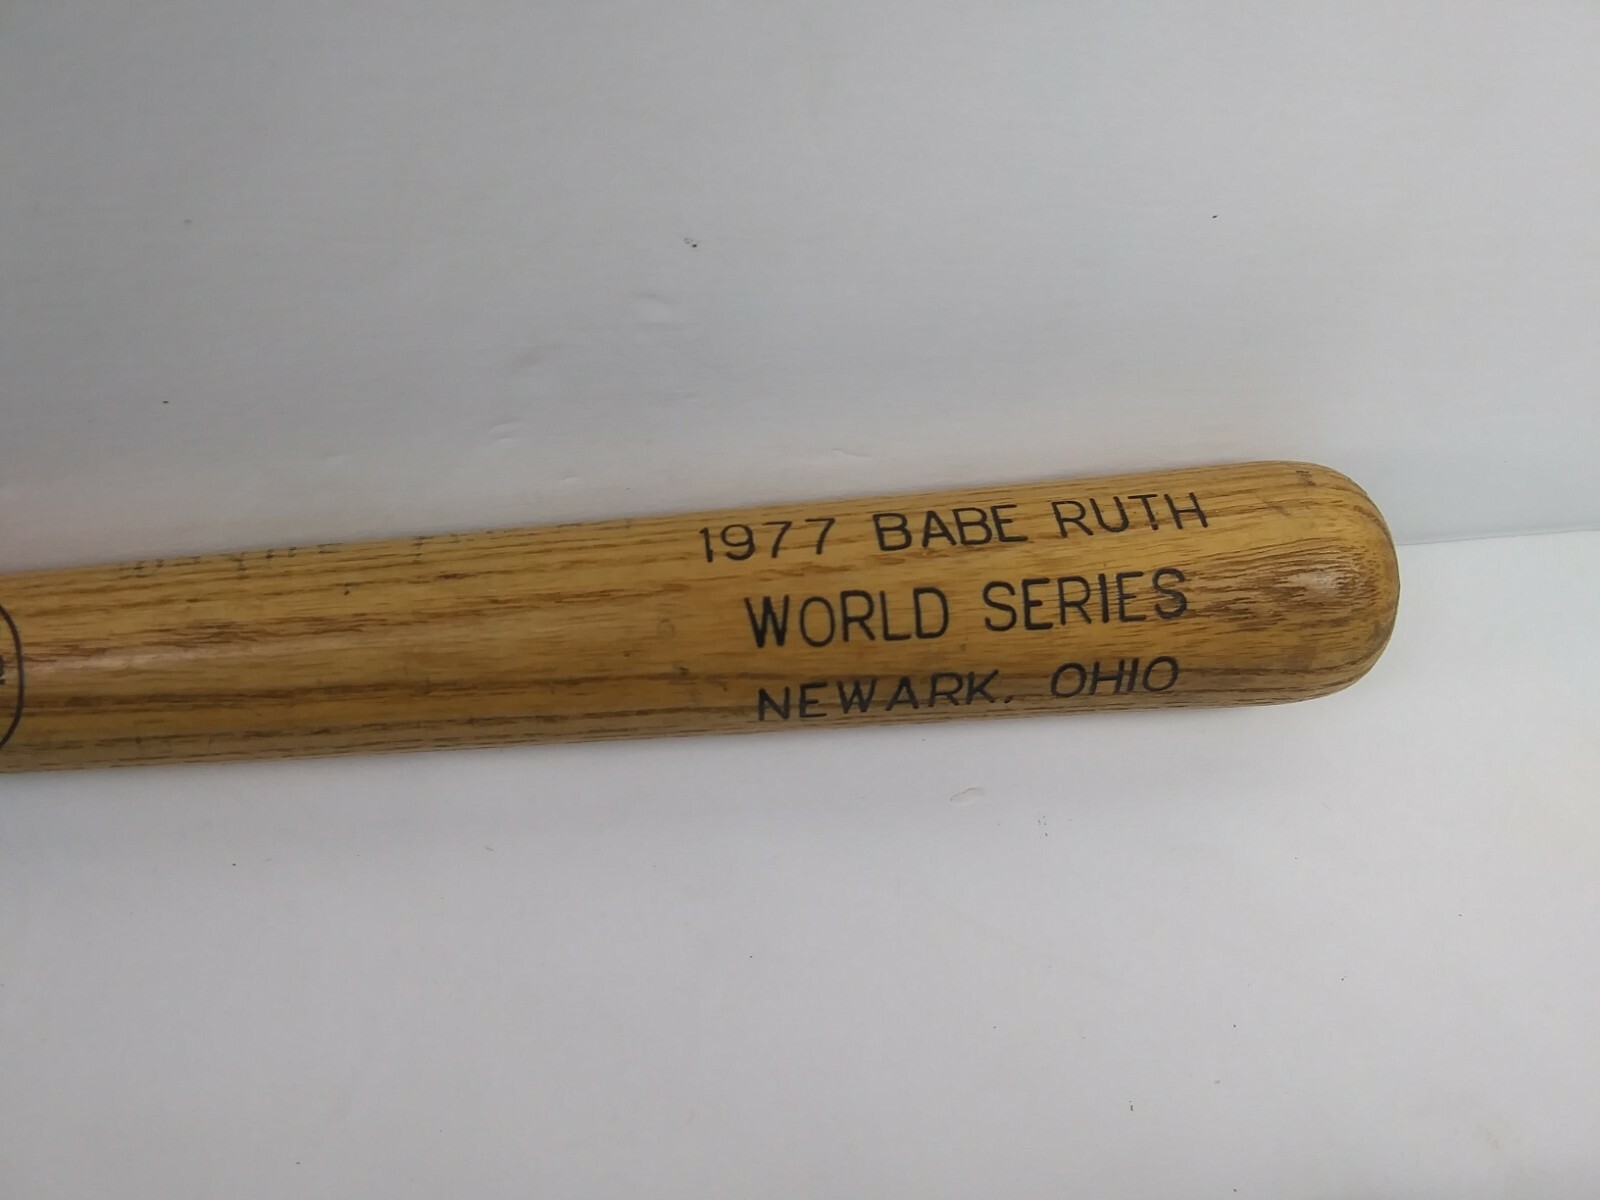 1977 BABE RUTH
WORLD SERIES
NEWARK, OHIO